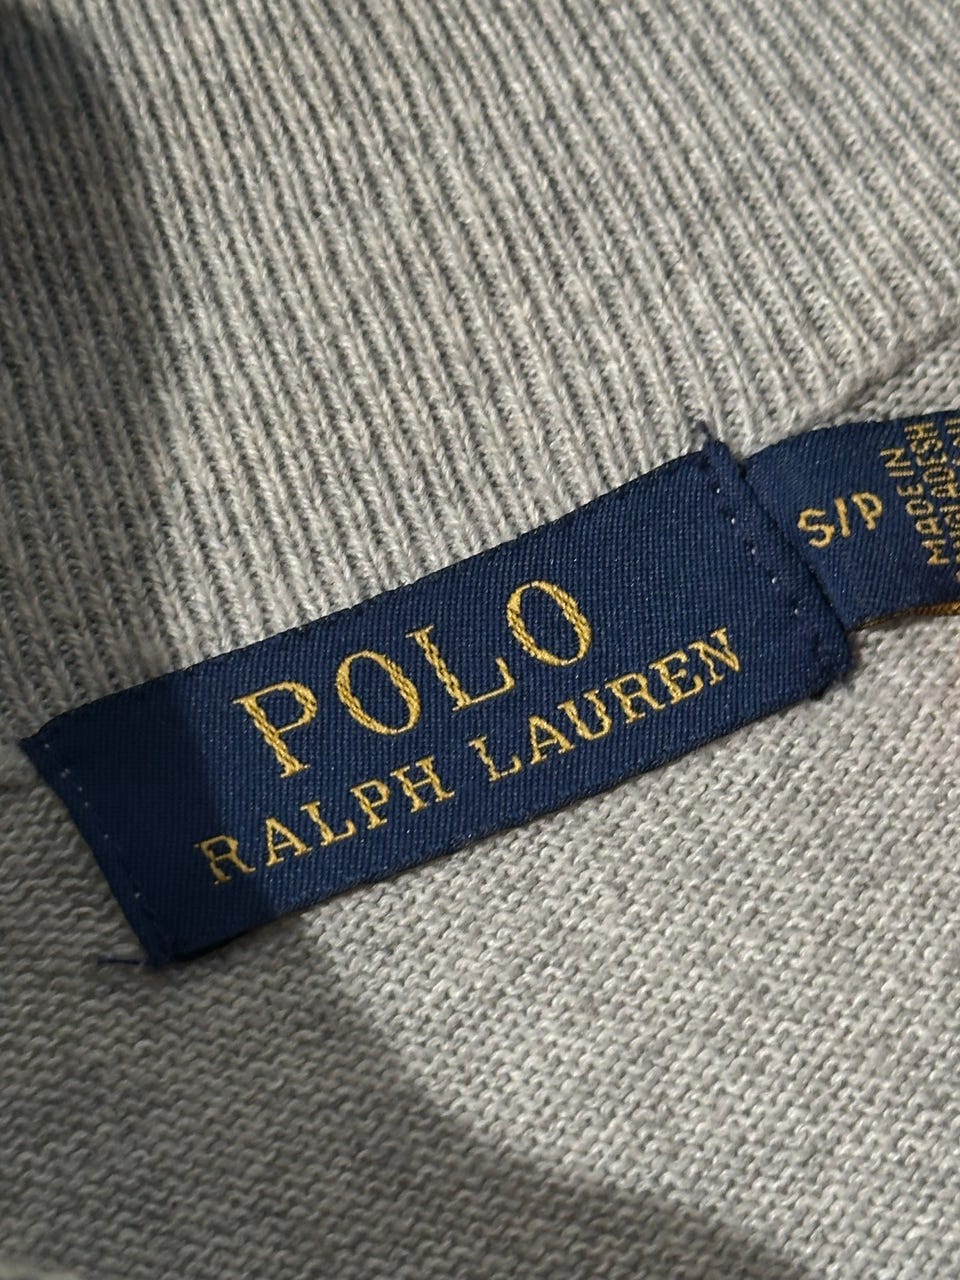 POLO
RALPH LAUREN
S/P
MADE IN